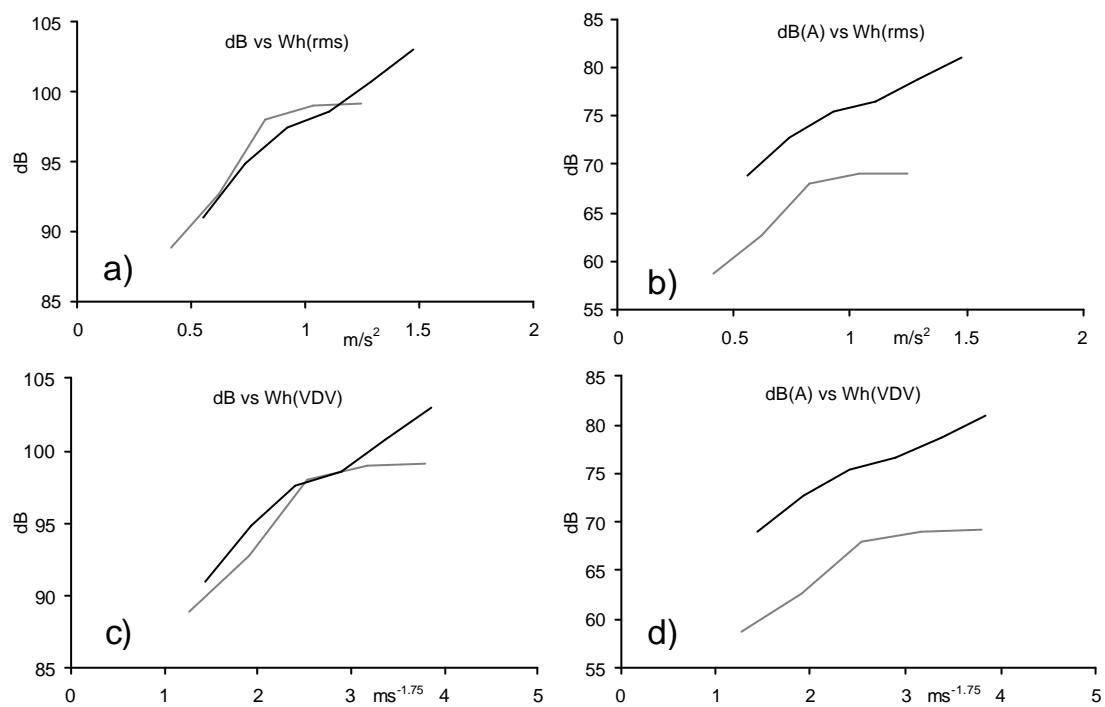 dB vs Wh(rms)
105
100
95
90
85
dB
a)
0
0.5
1
m/s²
1.5
2
dB(A) vs Wh(rms)
85
80
75
70
65
60
55
dB
b)
0
0.5
1
m/s²
1.5
2
dB vs Wh(VDV)
105
100
95
90
85
dB
c)
0
1
2
3
ms⁻¹·⁷⁵
4
5
dB(A) vs Wh(VDV)
85
80
75
70
65
60
55
dB
d)
0
1
2
3
ms⁻¹·⁷⁵
4
5